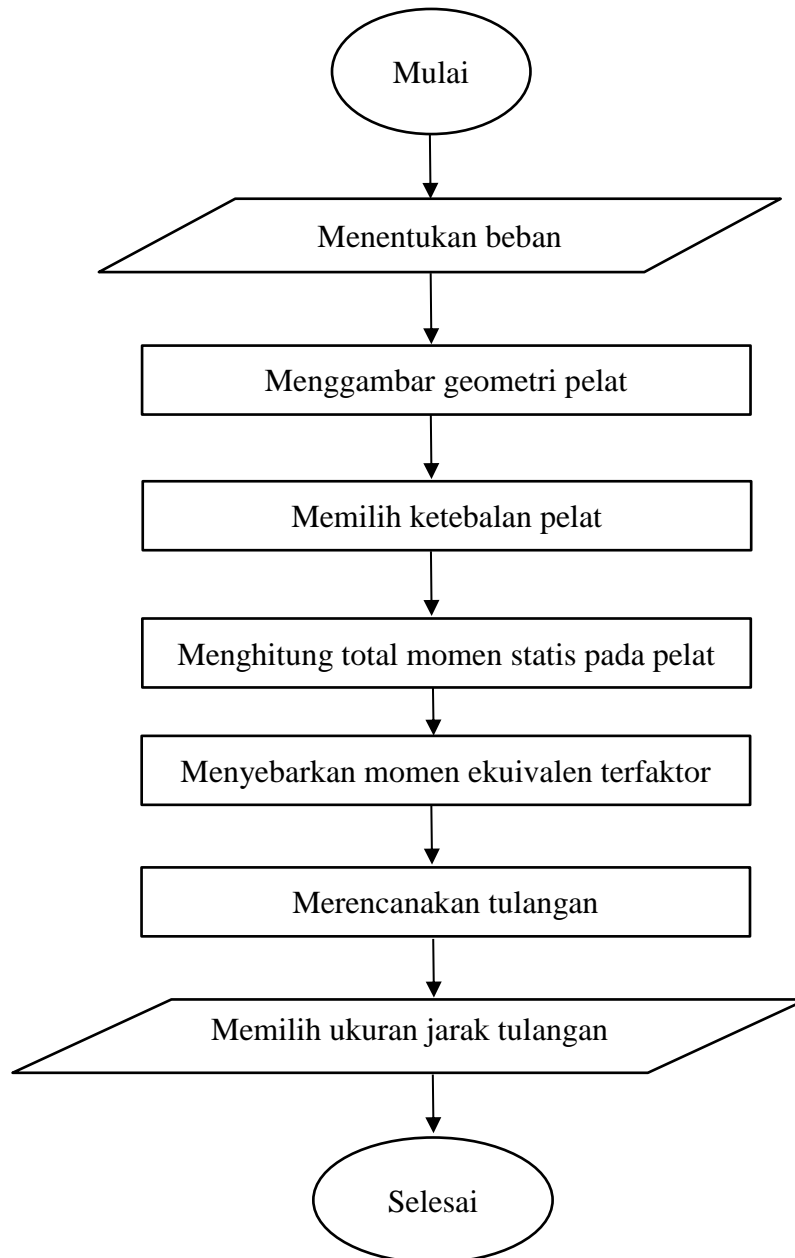 Mulai
Menentukan beban
Menggambar geometri pelat
Memilih ketebalan pelat
Menghitung total momen statis pada pelat
Menyebarkan momen ekuivalen terfaktor
Merencanakan tulangan
Memilih ukuran jarak tulangan
Selesai